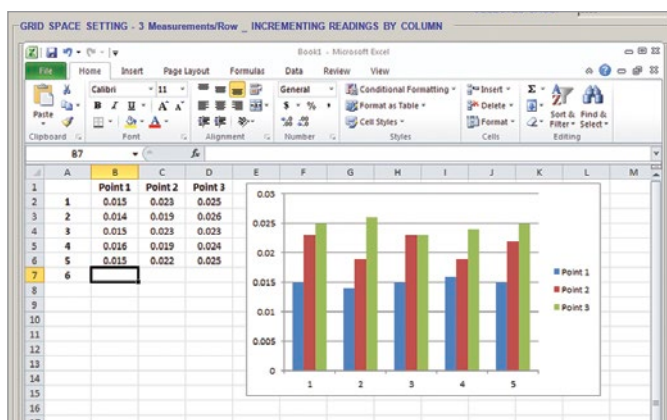 GRID SPACE SETTING - 3 Measurements/Row _ INCREMENTING READINGS BY COLUMN
Book1 - Microsoft Excel
File Home Insert Page Layout Formulas Data Review View
Calibri 11 General Conditional Formatting Insert Σ
Paste B I U A A $ % , Format as Table Delete Sort & Find &
Cell Styles Format Filter Select
Clipboard Font Alignment Number Styles Cells Editing
B7 fx
A B C D E F G H I J K L M
1 Point 1 Point 2 Point 3
2 1 0.015 0.023 0.025
3 2 0.014 0.019 0.026
4 3 0.015 0.023 0.023
5 4 0.016 0.019 0.024
6 5 0.015 0.022 0.025
7 6
8
9
10
11
12
13
14
15
16
0.03
0.025
0.02
0.015
0.01
0.005
0
1 2 3 4 5
Point 1
Point 2
Point 3